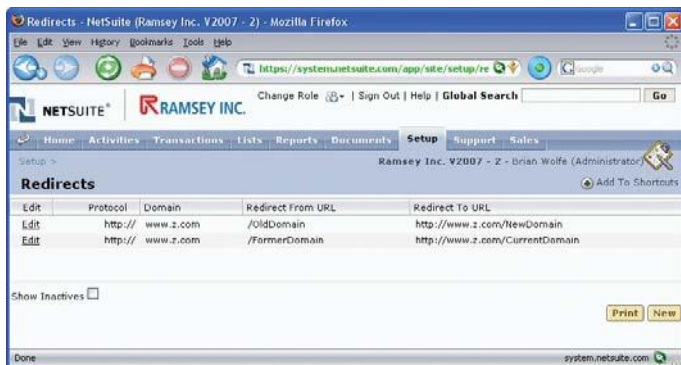 Redirects - NetSuite (Ramsey Inc. V2007 - 2) - Mozilla Firefox
File Edit View History Bookmarks Tools Help
https://system.netsuite.com/app/site/setup/re Google
NETSUITE RAMSEY INC. Change Role | Sign Out | Help | Global Search Go
Home Activities Transactions Lists Reports Documents Setup Support Sales
Setup > Ramsey Inc. V2007 - 2 - Brian Wolfe (Administrator)
Redirects Add To Shortcuts
Edit Protocol Domain Redirect From URL Redirect To URL
Edit http:// www.z.com /OldDomain http://www.z.com/NewDomain
Edit http:// www.z.com /FormerDomain http://www.z.com/CurrentDomain
Show Inactives
Print New
Done system.netsuite.com